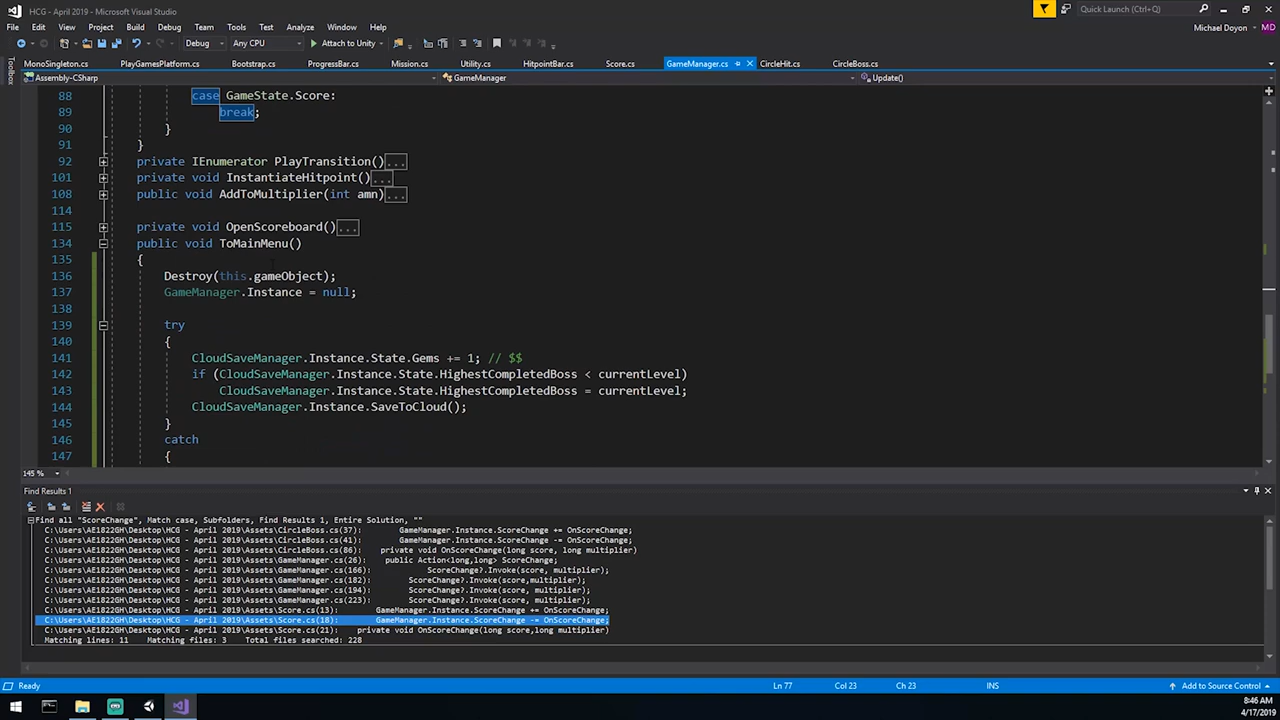 HCG - April 2019 - Microsoft Visual Studio
Quick Launch (Ctrl+Q)
File Edit View Project Build Debug Team Tools Test Analyze Window Help
Michael Doyon MD
Debug Any CPU Attach to Unity
Toolbox
MonoSingleton.cs PlayGamesPlatform.cs Bootstrap.cs ProgressBar.cs Mission.cs Utility.cs HitpointBar.cs Score.cs GameManager.cs CircleHit.cs CircleBoss.cs
Assembly-CSharp GameManager Update()
88 case GameState.Score:
89 break;
90 }
91 }
92 private IEnumerator PlayTransition()...
101 private void InstantiateHitpoint()...
108 public void AddToMultiplier(int amn)...
114
115 private void OpenScoreboard()...
134 public void ToMainMenu()
135 {
136 Destroy(this.gameObject);
137 GameManager.Instance = null;
138
139 try
140 {
141 CloudSaveManager.Instance.State.Gems += 1; // $$
142 if (CloudSaveManager.Instance.State.HighestCompletedBoss < currentLevel)
143 CloudSaveManager.Instance.State.HighestCompletedBoss = currentLevel;
144 CloudSaveManager.Instance.SaveToCloud();
145 }
146 catch
147 {
145 %
Find Results 1
Find all "ScoreChange", Match case, Subfolders, Find Results 1, Entire Solution, ""
C:\Users\AE1822GH\Desktop\HCG - April 2019\Assets\CircleBoss.cs(37): GameManager.Instance.ScoreChange += OnScoreChange;
C:\Users\AE1822GH\Desktop\HCG - April 2019\Assets\CircleBoss.cs(41): GameManager.Instance.ScoreChange -= OnScoreChange;
C:\Users\AE1822GH\Desktop\HCG - April 2019\Assets\CircleBoss.cs(86): private void OnScoreChange(long score, long multiplier)
C:\Users\AE1822GH\Desktop\HCG - April 2019\Assets\GameManager.cs(26): public Action<long,long> ScoreChange;
C:\Users\AE1822GH\Desktop\HCG - April 2019\Assets\GameManager.cs(166): ScoreChange?.Invoke(score, multiplier);
C:\Users\AE1822GH\Desktop\HCG - April 2019\Assets\GameManager.cs(182): ScoreChange?.Invoke(score,multiplier);
C:\Users\AE1822GH\Desktop\HCG - April 2019\Assets\GameManager.cs(194): ScoreChange?.Invoke(score, multiplier);
C:\Users\AE1822GH\Desktop\HCG - April 2019\Assets\GameManager.cs(223): ScoreChange?.Invoke(score,multiplier);
C:\Users\AE1822GH\Desktop\HCG - April 2019\Assets\Score.cs(13): GameManager.Instance.ScoreChange += OnScoreChange;
C:\Users\AE1822GH\Desktop\HCG - April 2019\Assets\Score.cs(18): GameManager.Instance.ScoreChange -= OnScoreChange;
C:\Users\AE1822GH\Desktop\HCG - April 2019\Assets\Score.cs(21): private void OnScoreChange(long score,long multiplier)
Matching lines: 11 Matching files: 3 Total files searched: 228
Ready Ln 77 Col 23 Ch 23 INS Add to Source Control
8:46 AM
4/17/2019